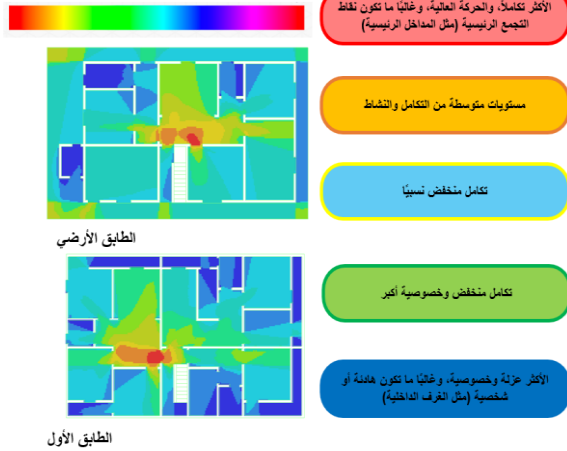 الأكثر تكاملاً، والحركة العالية، وغالبًا ما تكون نقاط
التجمع الرئيسية (مثل المداخل الرئيسية)
مستويات متوسطة من التكامل والنشاط
تكامل منخفض نسبيًا
الطابق الأرضي
تكامل منخفض وخصوصية أكبر
الأكثر عزلة وخصوصية، وغالبًا ما تكون هادئة أو
شخصية (مثل الغرف الداخلية)
الطابق الأول